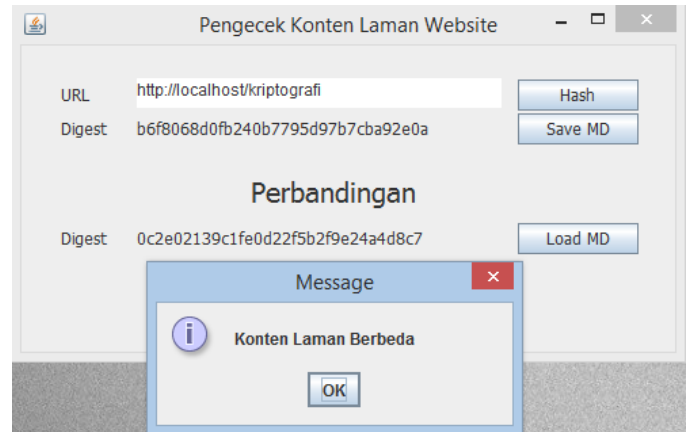 Pengecek Konten Laman Website
URL http://localhost/kriptografi Hash
Digest b6f8068d0fb240b7795d97b7cba92e0a Save MD
Perbandingan
Digest 0c2e02139c1fe0d22f5b2f9e24a4d8c7 Load MD
Message
Konten Laman Berbeda
OK